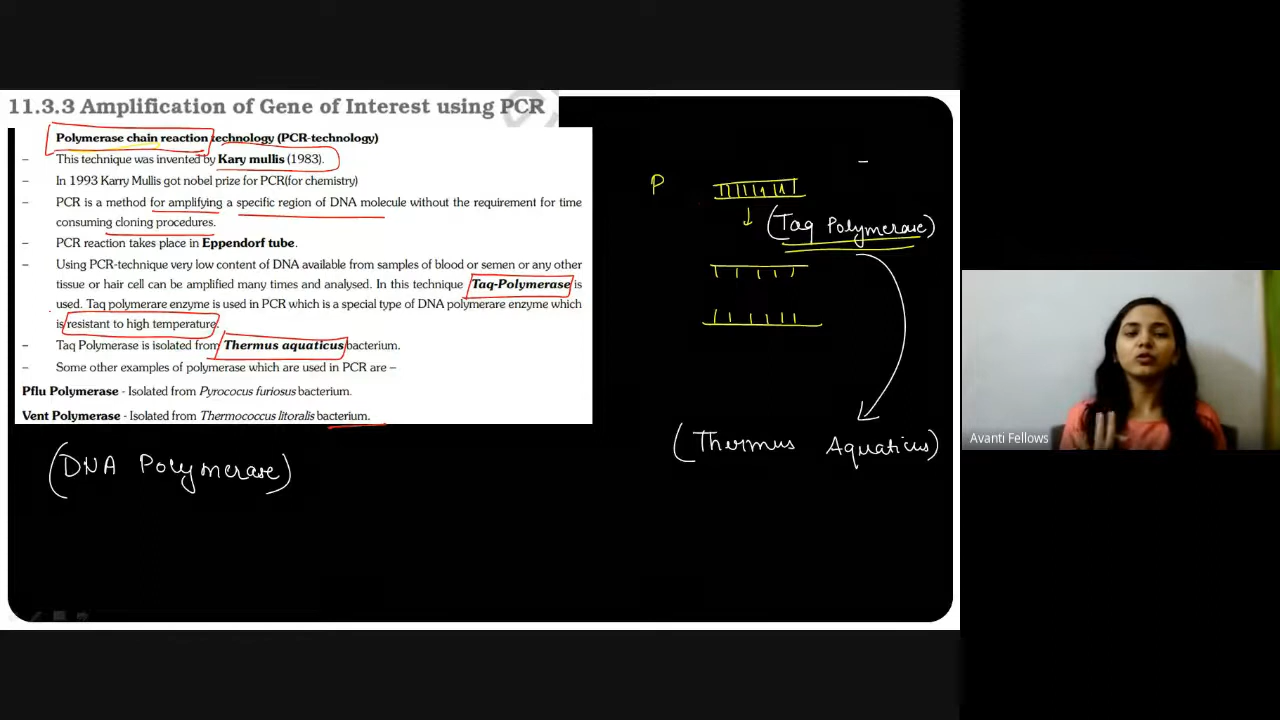 11.3.3 Amplification of Gene of Interest using PCR
Polymerase chain reaction technology (PCR-technology)
– This technique was invented by Kary mullis (1983).
– In 1993 Karry Mullis got nobel prize for PCR(for chemistry)
– PCR is a method for amplifying a specific region of DNA molecule without the requirement for time
consuming cloning procedures.
– PCR reaction takes place in Eppendorf tube.
– Using PCR-technique very low content of DNA available from samples of blood or semen or any other
tissue or hair cell can be amplified many times and analysed. In this technique Taq-Polymerase is
used. Taq polymerare enzyme is used in PCR which is a special type of DNA polymerare enzyme which
is resistant to high temperature.
– Taq Polymerase is isolated from Thermus aquaticus bacterium.
– Some other examples of polymerase which are used in PCR are –
Pflu Polymerase - Isolated from Pyrococus furiosus bacterium.
Vent Polymerase - Isolated from Thermococcus litoralis bacterium.
(DNA Polymerase)
P
(Taq Polymerase)
(Thermus Aquaticus)
Avanti Fellows